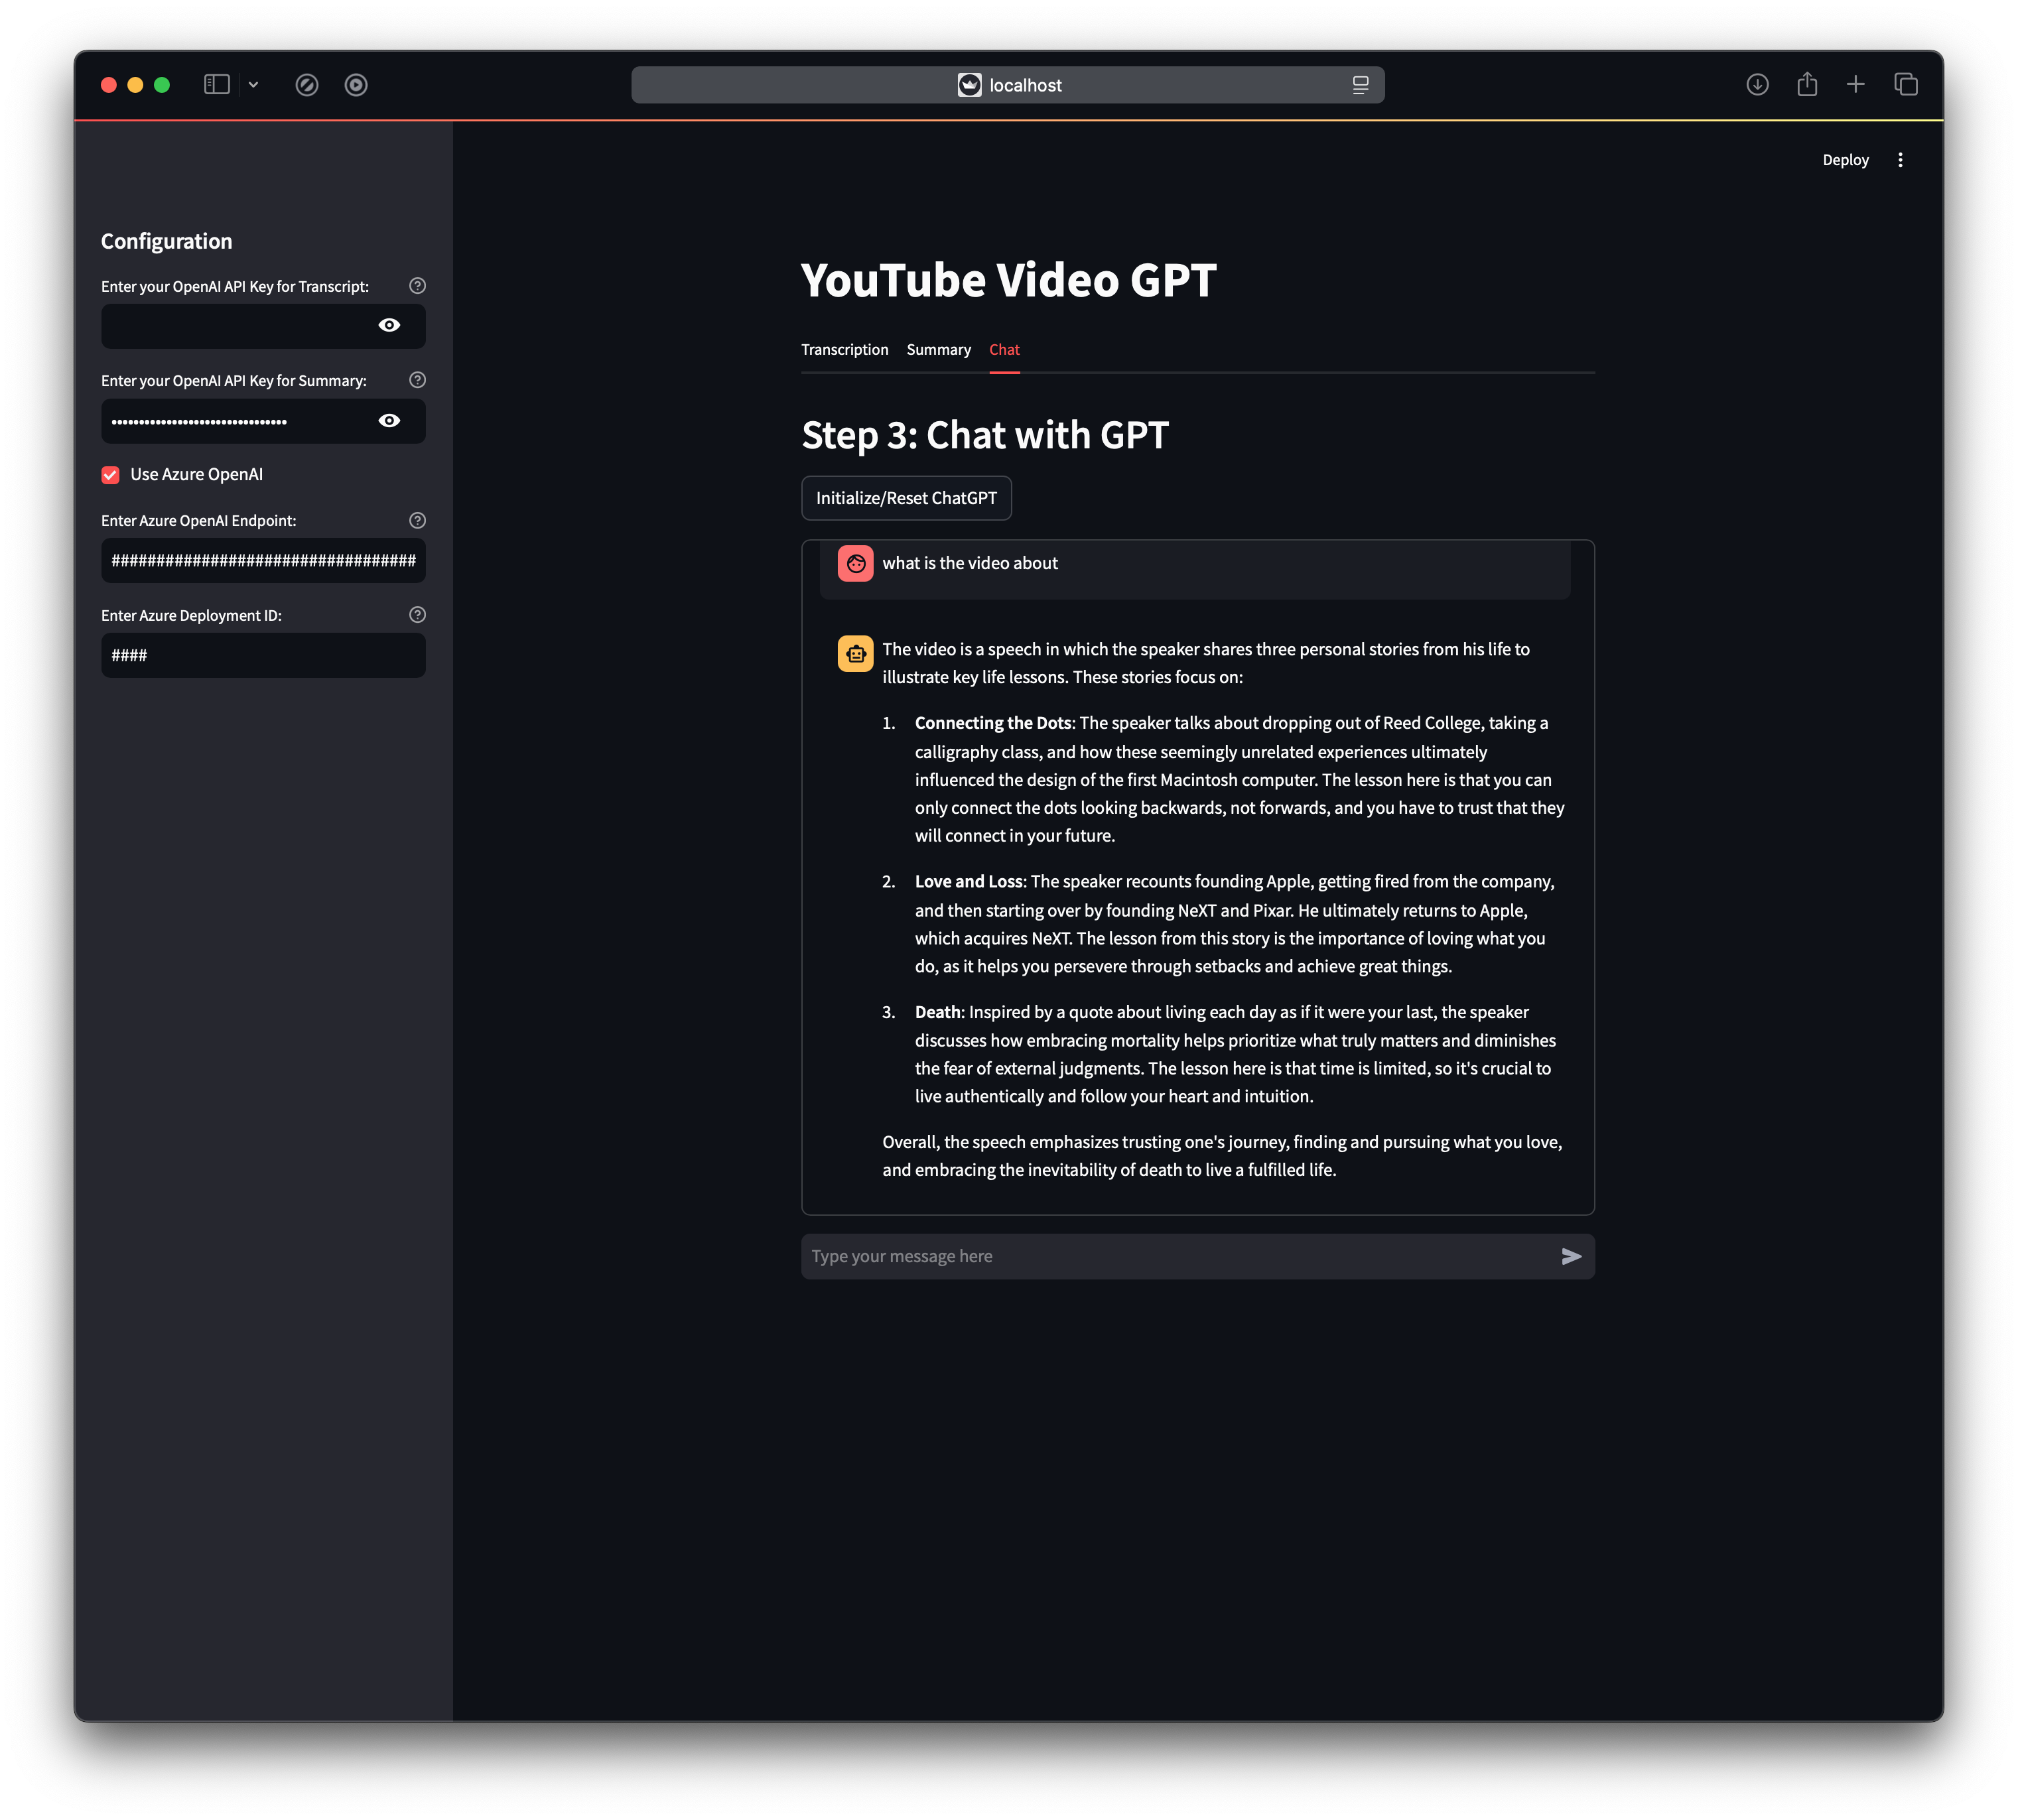 localhost
Deploy
Configuration
Enter your OpenAI API Key for Transcript:
Enter your OpenAI API Key for Summary:
••••••••••••••••••••••••••••••••
Use Azure OpenAI
Enter Azure OpenAI Endpoint:
##################################
Enter Azure Deployment ID:
####
YouTube Video GPT
Transcription Summary Chat
Step 3: Chat with GPT
Initialize/Reset ChatGPT
what is the video about
The video is a speech in which the speaker shares three personal stories from his life to
illustrate key life lessons. These stories focus on:
1. Connecting the Dots: The speaker talks about dropping out of Reed College, taking a
calligraphy class, and how these seemingly unrelated experiences ultimately
influenced the design of the first Macintosh computer. The lesson here is that you can
only connect the dots looking backwards, not forwards, and you have to trust that they
will connect in your future.
2. Love and Loss: The speaker recounts founding Apple, getting fired from the company,
and then starting over by founding NeXT and Pixar. He ultimately returns to Apple,
which acquires NeXT. The lesson from this story is the importance of loving what you
do, as it helps you persevere through setbacks and achieve great things.
3. Death: Inspired by a quote about living each day as if it were your last, the speaker
discusses how embracing mortality helps prioritize what truly matters and diminishes
the fear of external judgments. The lesson here is that time is limited, so it's crucial to
live authentically and follow your heart and intuition.
Overall, the speech emphasizes trusting one's journey, finding and pursuing what you love,
and embracing the inevitability of death to live a fulfilled life.
Type your message here